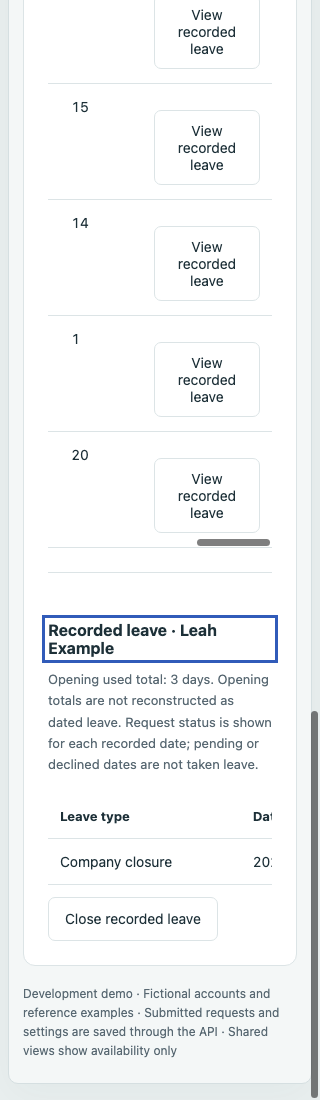 View
recorded
leave
15
View
recorded
leave
14
View
recorded
leave
1
View
recorded
leave
20
View
recorded
leave
Recorded leave · Leah
Example
Opening used total: 3 days. Opening
totals are not reconstructed as
dated leave. Request status is shown
for each recorded date; pending or
declined dates are not taken leave.
Leave type
Company closure
Close recorded leave
Development demo · Fictional accounts and
reference examples · Submitted requests and
settings are saved through the API · Shared
views show availability only